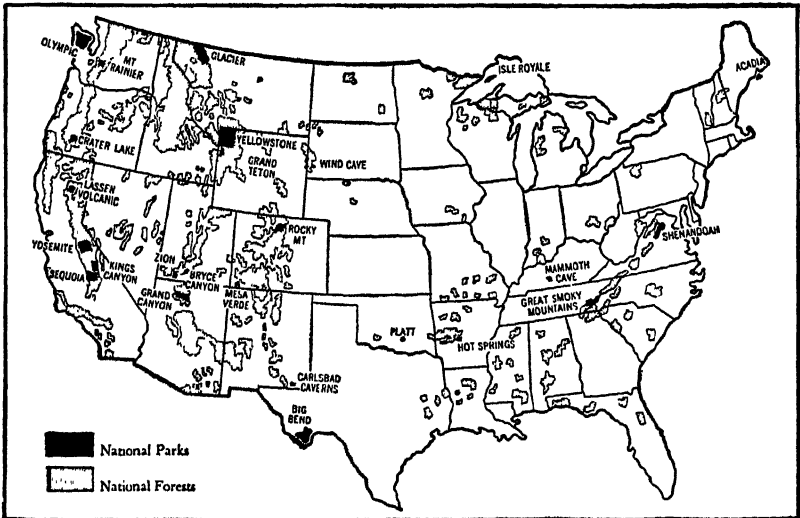 OLYMPIC
MT
RAINIER
GLACIER
ISLE ROYALE
ACADIA
CRATER LAKE
YELLOWSTONE
GRAND
TETON
WIND CAVE
LASSEN
VOLCANIC
ROCKY
MT
SHENANDOAH
YOSEMITE
SEQUOIA
KINGS
CANYON
ZION
BRYCE
CANYON
GRAND
CANYON
MESA
VERDE
MAMMOTH
CAVE
GREAT SMOKY
MOUNTAINS
PLATT
HOT SPRINGS
CARLSBAD
CAVERNS
BIG
BEND
National Parks
National Forests